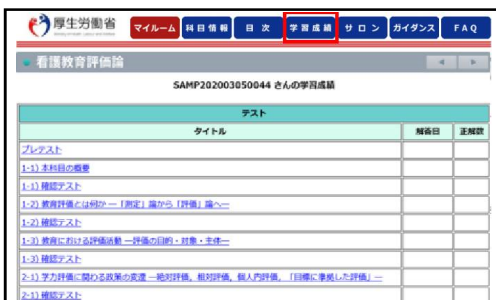 厚生労働省
マイルーム 科目情報 目 次 学習成績 サ ロ ン ガイダンス F A Q
看護教育評価論
SAMP202003050044 さんの学習成績
テスト
タイトル 解答日 正解数
プレテスト
1-1) 本科目の概要
1-1) 確認テスト
1-2) 教育評価とは何か ―「測定」論から「評価」論へ―
1-2) 確認テスト
1-3) 教育における評価活動 ―評価の目的・対象・主体―
1-3) 確認テスト
2-1) 学力評価に関わる政策の変遷 ―絶対評価、相対評価、個人内評価、「目標に準拠した評価」―
2-1) 確認テスト